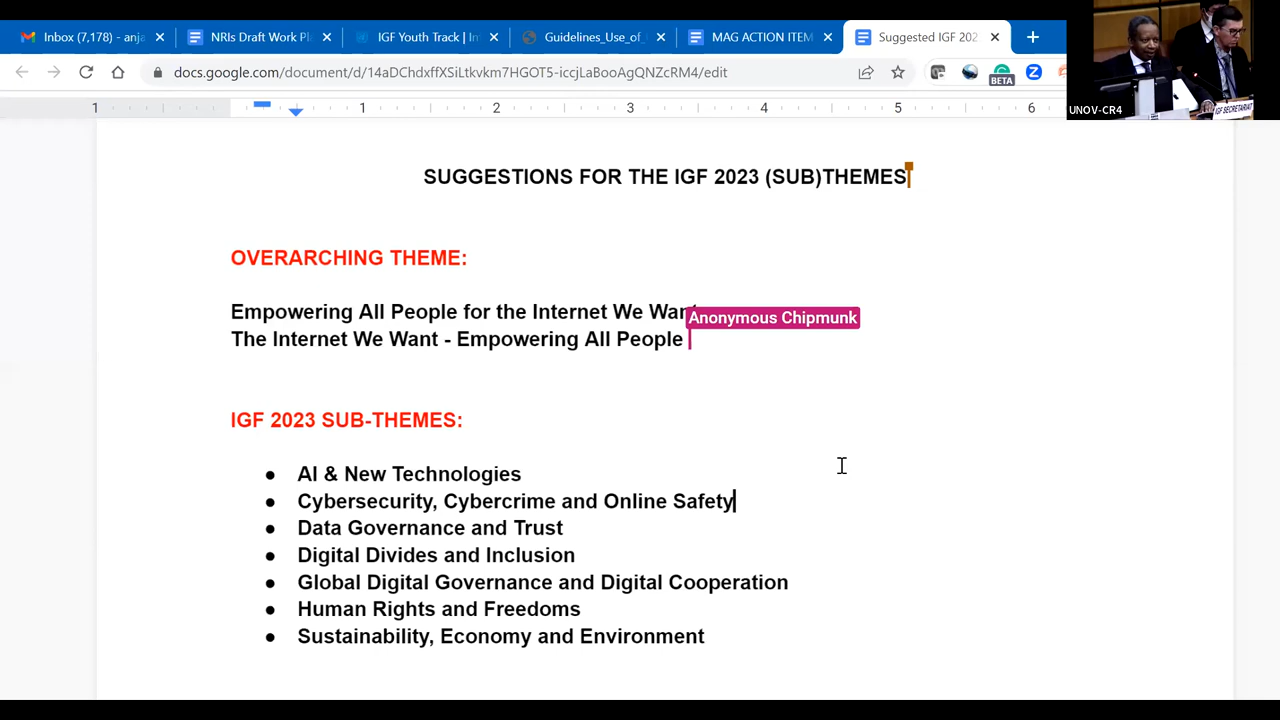 Inbox (7,178) - anja
NRIs Draft Work Pl
IGF Youth Track | In
Guidelines_Use_of_
MAG ACTION ITEM
Suggested IGF 202
docs.google.com/document/d/14aDChdxffXSiLtkvkm7HGOT5-iccjLaBooAgQNZcRM4/edit
BETA
UNOV-CR4
IGF SECRETARIAT
1 1 2 3 4 5 6
SUGGESTIONS FOR THE IGF 2023 (SUB)THEMES
OVERARCHING THEME:
Empowering All People for the Internet We Want
Anonymous Chipmunk
The Internet We Want - Empowering All People
IGF 2023 SUB-THEMES:
● AI & New Technologies
● Cybersecurity, Cybercrime and Online Safety
● Data Governance and Trust
● Digital Divides and Inclusion
● Global Digital Governance and Digital Cooperation
● Human Rights and Freedoms
● Sustainability, Economy and Environment